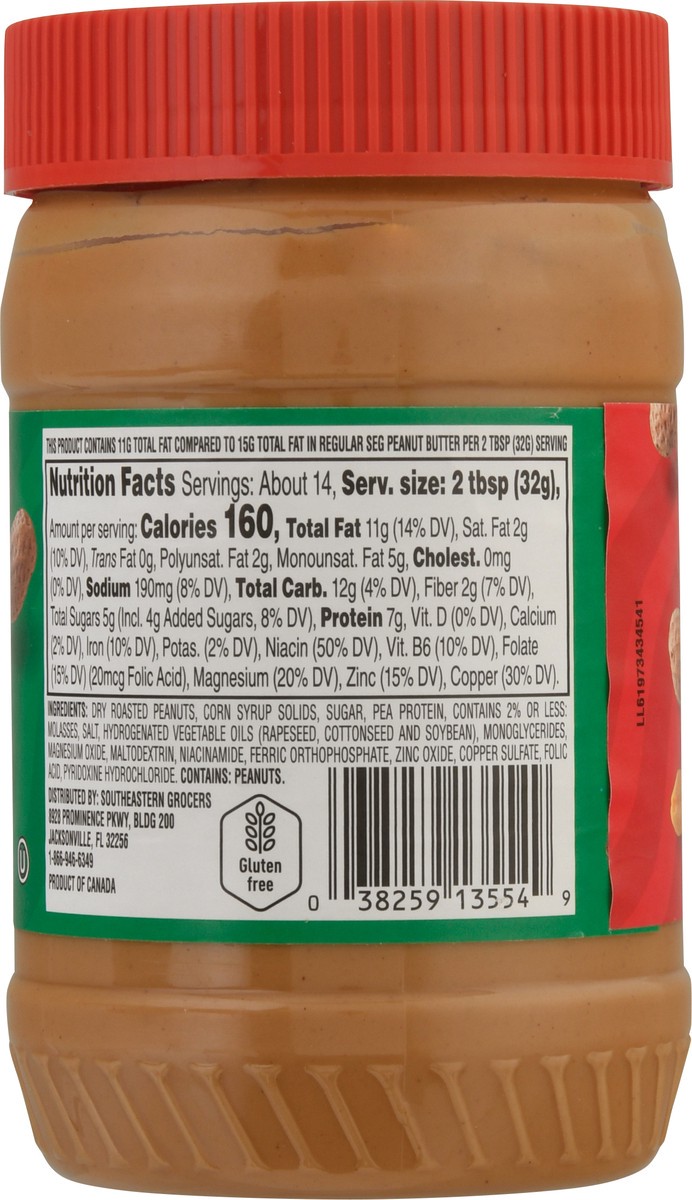 THIS PRODUCT CONTAINS 11G TOTAL FAT COMPARED TO 15G TOTAL FAT IN REGULAR SEG PEANUT BUTTER PER 2 TBSP (32G) SERVING
Nutrition Facts Servings: About 14, Serv. size: 2 tbsp (32g),
Amount per serving: Calories 160, Total Fat 11g (14% DV), Sat. Fat 2g
(10% DV), Trans Fat 0g, Polyunsat. Fat 2g, Monounsat. Fat 5g, Cholest. 0mg
(0% DV), Sodium 190mg (8% DV), Total Carb. 12g (4% DV), Fiber 2g (7% DV),
Total Sugars 5g (Incl. 4g Added Sugars, 8% DV), Protein 7g, Vit. D (0% DV), Calcium
(2% DV), Iron (10% DV), Potas. (2% DV), Niacin (50% DV), Vit. B6 (10% DV), Folate
(15% DV) (20mcg Folic Acid), Magnesium (20% DV), Zinc (15% DV), Copper (30% DV).
INGREDIENTS: DRY ROASTED PEANUTS, CORN SYRUP SOLIDS, SUGAR, PEA PROTEIN, CONTAINS 2% OR LESS:
MOLASSES, SALT, HYDROGENATED VEGETABLE OILS (RAPESEED, COTTONSEED AND SOYBEAN), MONOGLYCERIDES,
MAGNESIUM OXIDE, MALTODEXTRIN, NIACINAMIDE, FERRIC ORTHOPHOSPHATE, ZINC OXIDE, COPPER SULFATE, FOLIC
ACID, PYRIDOXINE HYDROCHLORIDE. CONTAINS: PEANUTS.
DISTRIBUTED BY: SOUTHEASTERN GROCERS
8928 PROMINENCE PKWY, BLDG 200
JACKSONVILLE, FL 32256
1-866-946-6349
PRODUCT OF CANADA
U
Gluten
free
0 38259 13554 9
LL61973434541